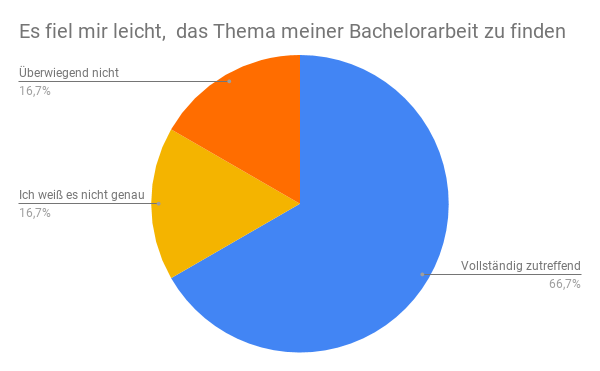 Es fiel mir leicht,  das Thema meiner Bachelorarbeit zu finden
Überwiegend nicht
16,7%
Ich weiß es nicht genau
16,7%
Vollständig zutreffend
66,7%